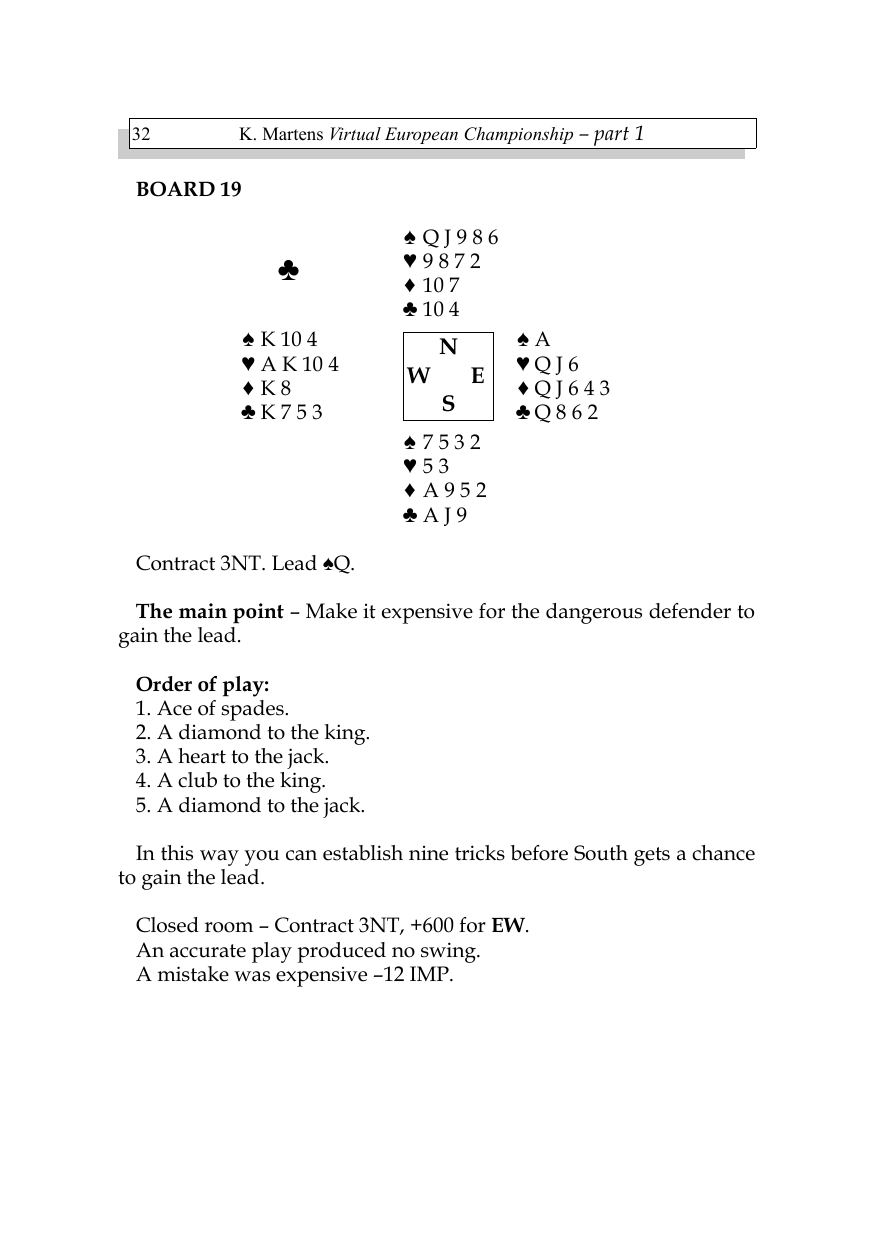 32 K. Martens Virtual European Championship – part 1
BOARD 19
♠ Q J 9 8 6
♥ 9 8 7 2
♣
♦ 10 7
♣ 10 4
♠ K 10 4
♥ A K 10 4
♦ K 8
♣ K 7 5 3
N
W E
S
♠ A
♥ Q J 6
♦ Q J 6 4 3
♣ Q 8 6 2
♠ 7 5 3 2
♥ 5 3
♦ A 9 5 2
♣ A J 9
Contract 3NT. Lead ♠Q.
The main point – Make it expensive for the dangerous defender to
gain the lead.
Order of play:
1. Ace of spades.
2. A diamond to the king.
3. A heart to the jack.
4. A club to the king.
5. A diamond to the jack.
In this way you can establish nine tricks before South gets a chance
to gain the lead.
Closed room – Contract 3NT, +600 for EW.
An accurate play produced no swing.
A mistake was expensive –12 IMP.